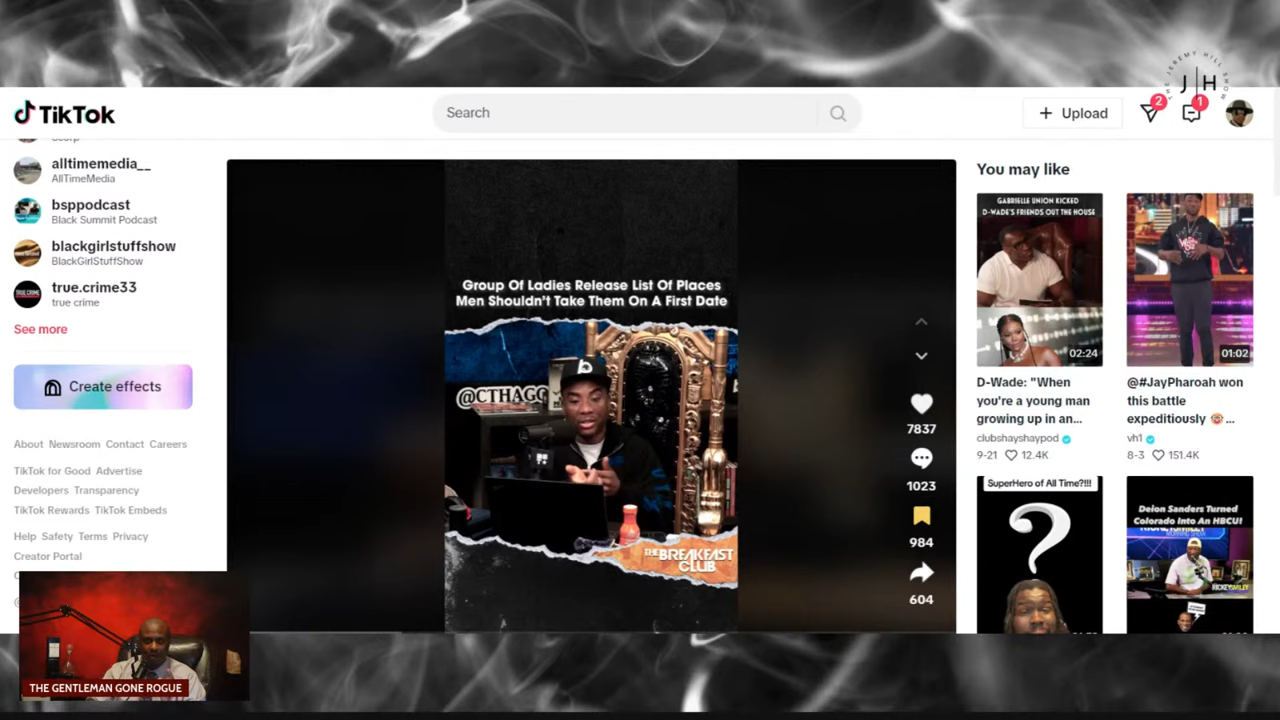 THE JEREMY HILL SHOW
J H
TikTok
Search
Upload
2
1
alltimemedia__
AllTimeMedia
bsppodcast
Black Summit Podcast
blackgirlstuffshow
BlackGirlStuffShow
true.crime33
true crime
See more
Create effects
About Newsroom Contact Careers
TikTok for Good Advertise
Developers Transparency
TikTok Rewards TikTok Embeds
Help Safety Terms Privacy
Creator Portal
THE GENTLEMAN GONE ROGUE
Group Of Ladies Release List Of Places
Men Shouldn't Take Them On A First Date
@CTHAGO
THE BREAKFAST
CLUB
7837
1023
984
604
You may like
GABRIELLE UNION KICKED
D-WADE'S FRIENDS OUT THE HOUSE
02:24
D-Wade: "When
you're a young man
growing up in an...
clubshayshaypod
9-21 12.4K
01:02
@#JayPharoah won
this battle
expeditiously ...
vh1
8-3 151.4K
SuperHero of All Time?!!!
?
Deion Sanders Turned
Colorado Into An HBCU!